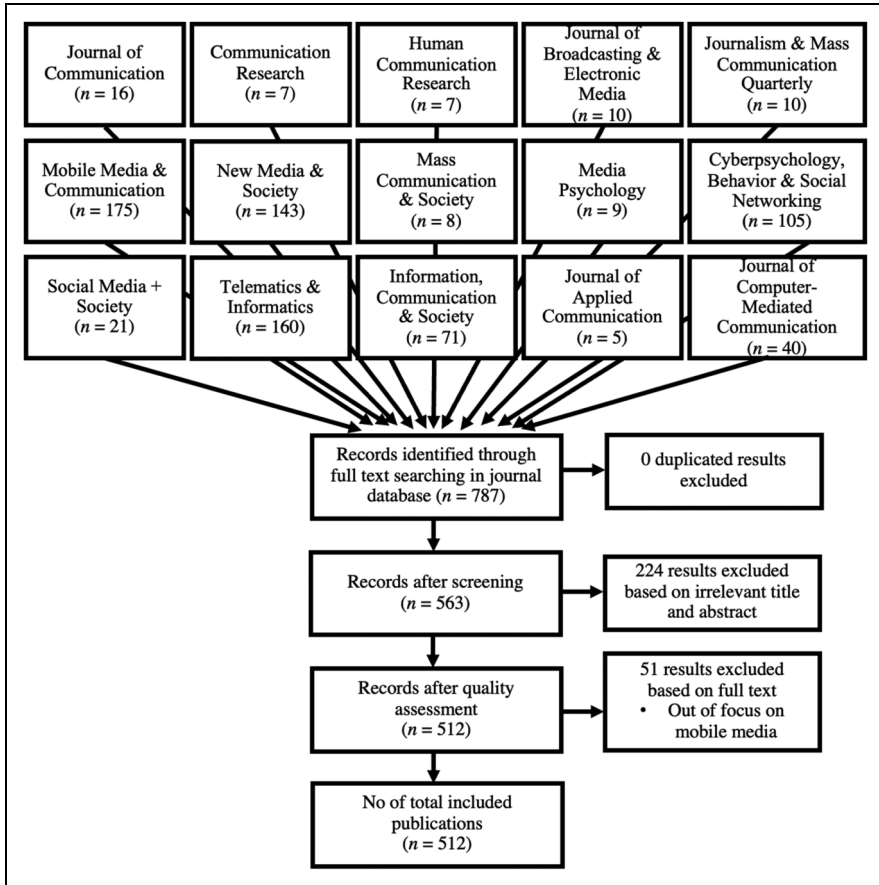 Journal of
Communication
(n = 16)
Communication
Research
(n = 7)
Human
Communication
Research
(n = 7)
Journal of
Broadcasting &
Electronic
Media
(n = 10)
Journalism & Mass
Communication
Quarterly
(n = 10)
Mobile Media &
Communication
(n = 175)
New Media &
Society
(n = 143)
Mass
Communication
& Society
(n = 8)
Media
Psychology
(n = 9)
Cyberpsychology,
Behavior & Social
Networking
(n = 105)
Social Media +
Society
(n = 21)
Telematics &
Informatics
(n = 160)
Information,
Communication
& Society
(n = 71)
Journal of
Applied
Communication
(n = 5)
Journal of
Computer-
Mediated
Communication
(n = 40)
Records identified through
full text searching in journal
database (n = 787)
0 duplicated results
excluded
Records after screening
(n = 563)
224 results excluded
based on irrelevant title
and abstract
Records after quality
assessment
(n = 512)
51 results excluded
based on full text
• Out of focus on
mobile media
No of total included
publications
(n = 512)